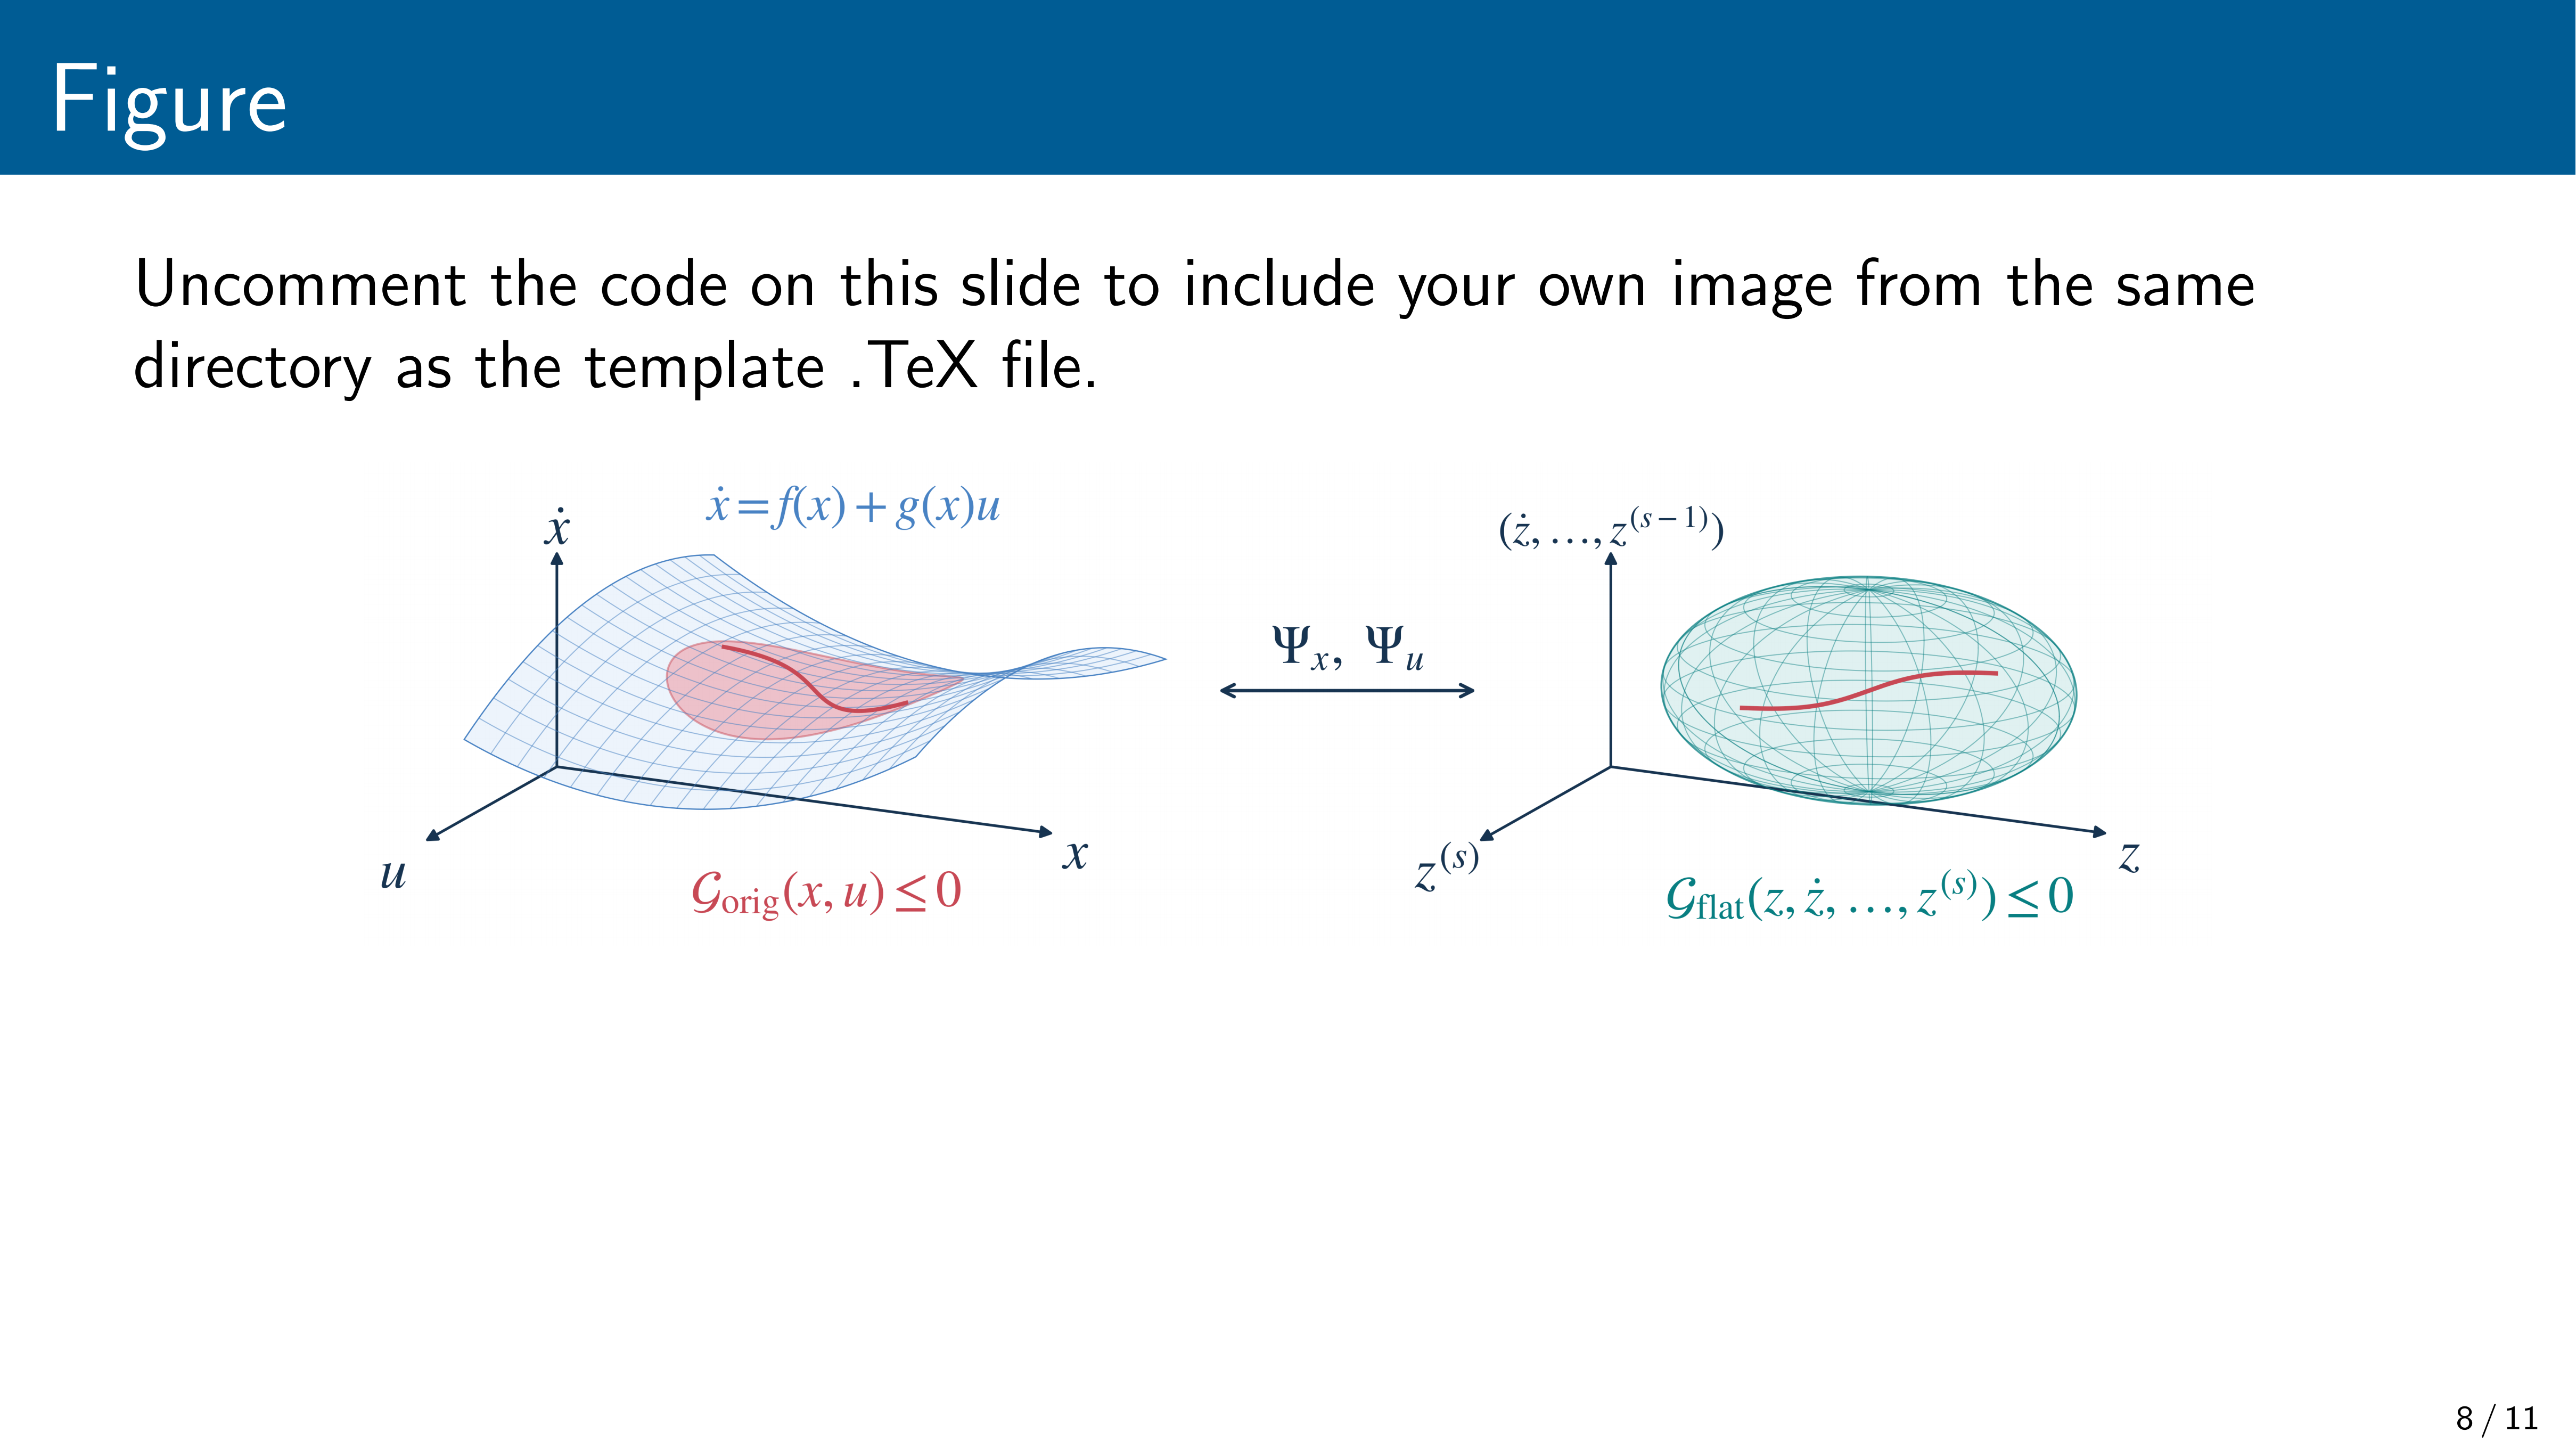 Figure
Uncomment the code on this slide to include your own image from the same
directory as the template .TeX file.
ẋ = f(x) + g(x)u
ẋ
u
x
𝒢_orig(x, u) ≤ 0
Ψ_x, Ψ_u
(ż, …, z^(s − 1))
z^(s)
z
𝒢_flat(z, ż, …, z^(s)) ≤ 0
8 / 11